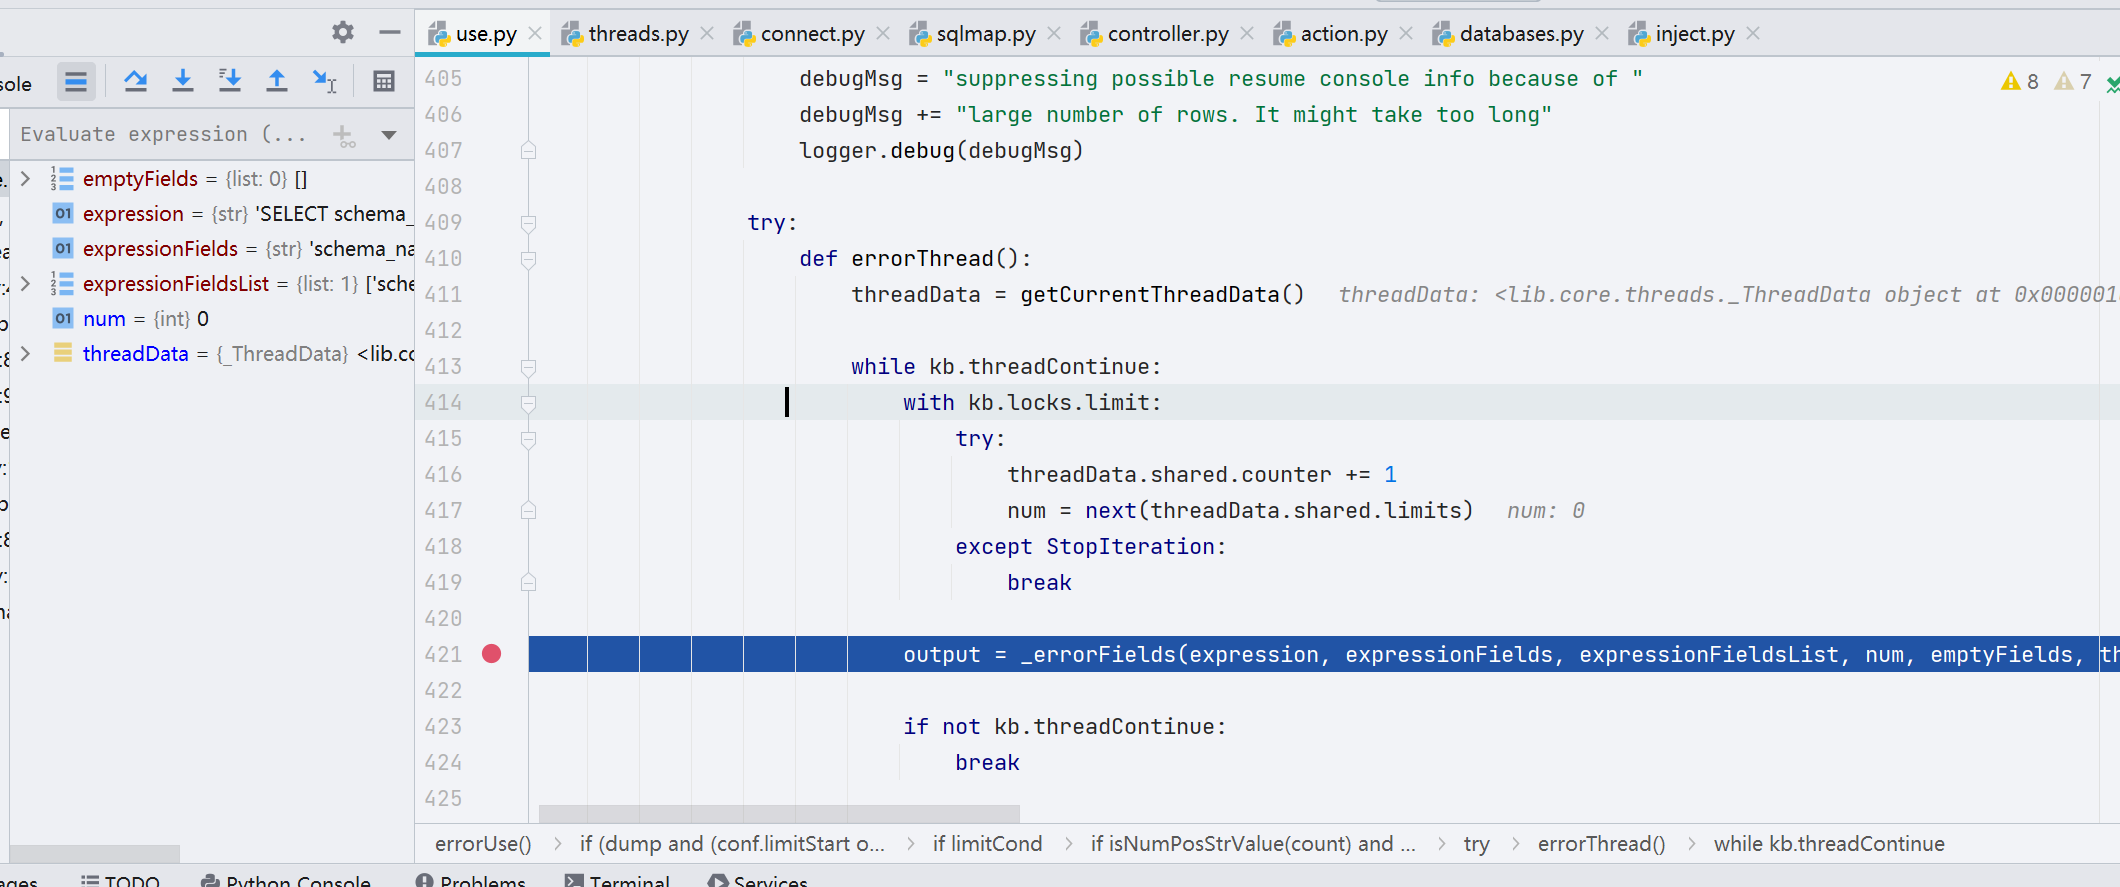 use.py threads.py connect.py sqlmap.py controller.py action.py databases.py inject.py
sole
Evaluate expression (...
emptyFields = {list: 0} []
expression = {str} 'SELECT schema_
expressionFields = {str} 'schema_na
expressionFieldsList = {list: 1} ['sche
num = {int} 0
threadData = {_ThreadData} <lib.co
8 7
405 debugMsg = "suppressing possible resume console info because of "
406 debugMsg += "large number of rows. It might take too long"
407 logger.debug(debugMsg)
408
409 try:
410 def errorThread():
411 threadData = getCurrentThreadData() threadData: <lib.core.threads._ThreadData object at 0x0000016
412
413 while kb.threadContinue:
414 with kb.locks.limit:
415 try:
416 threadData.shared.counter += 1
417 num = next(threadData.shared.limits) num: 0
418 except StopIteration:
419 break
420
421 output = _errorFields(expression, expressionFields, expressionFieldsList, num, emptyFields, th
422
423 if not kb.threadContinue:
424 break
425
errorUse() > if (dump and (conf.limitStart o... > if limitCond > if isNumPosStrValue(count) and ... > try > errorThread() > while kb.threadContinue
ages TODO Python Console Problems Terminal Services